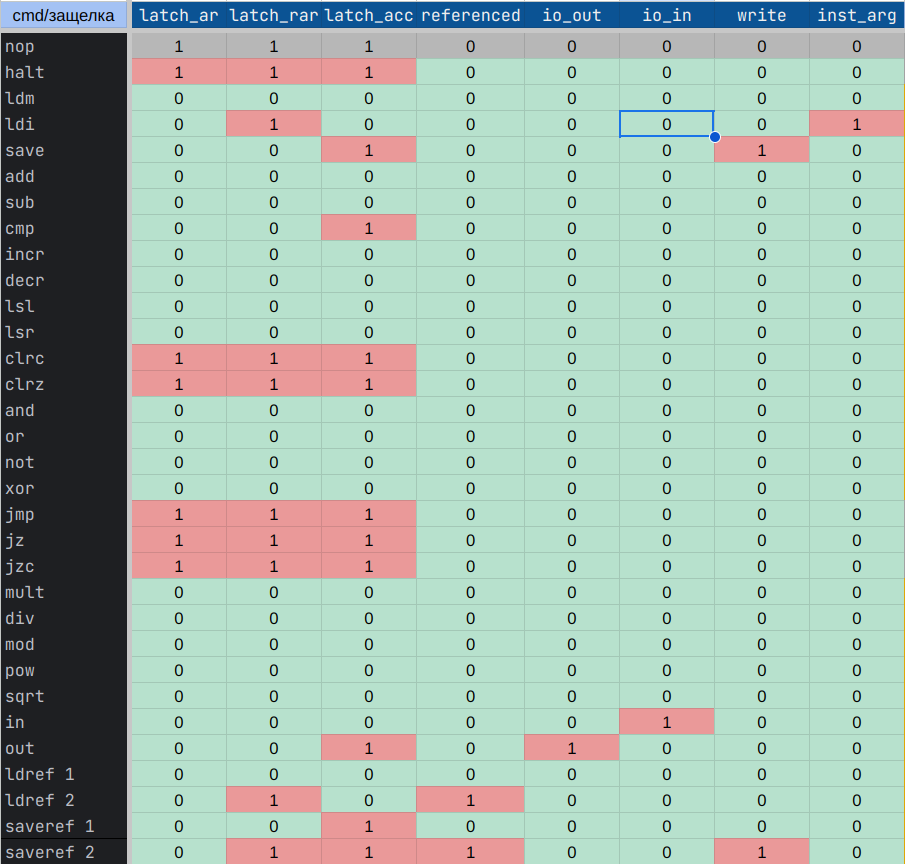 cmd/защелка latch_ar latch_rar latch_acc referenced io_out io_in write inst_arg
nop 1 1 1 0 0 0 0 0
halt 1 1 1 0 0 0 0 0
ldm 0 0 0 0 0 0 0 0
ldi 0 1 0 0 0 0 0 1
save 0 0 1 0 0 0 1 0
add 0 0 0 0 0 0 0 0
sub 0 0 0 0 0 0 0 0
cmp 0 0 1 0 0 0 0 0
incr 0 0 0 0 0 0 0 0
decr 0 0 0 0 0 0 0 0
lsl 0 0 0 0 0 0 0 0
lsr 0 0 0 0 0 0 0 0
clrc 1 1 1 0 0 0 0 0
clrz 1 1 1 0 0 0 0 0
and 0 0 0 0 0 0 0 0
or 0 0 0 0 0 0 0 0
not 0 0 0 0 0 0 0 0
xor 0 0 0 0 0 0 0 0
jmp 1 1 1 0 0 0 0 0
jz 1 1 1 0 0 0 0 0
jzc 1 1 1 0 0 0 0 0
mult 0 0 0 0 0 0 0 0
div 0 0 0 0 0 0 0 0
mod 0 0 0 0 0 0 0 0
pow 0 0 0 0 0 0 0 0
sqrt 0 0 0 0 0 0 0 0
in 0 0 0 0 0 1 0 0
out 0 0 1 0 1 0 0 0
ldref 1 0 0 0 0 0 0 0 0
ldref 2 0 1 0 1 0 0 0 0
saveref 1 0 0 1 0 0 0 0 0
saveref 2 0 1 1 1 0 0 1 0